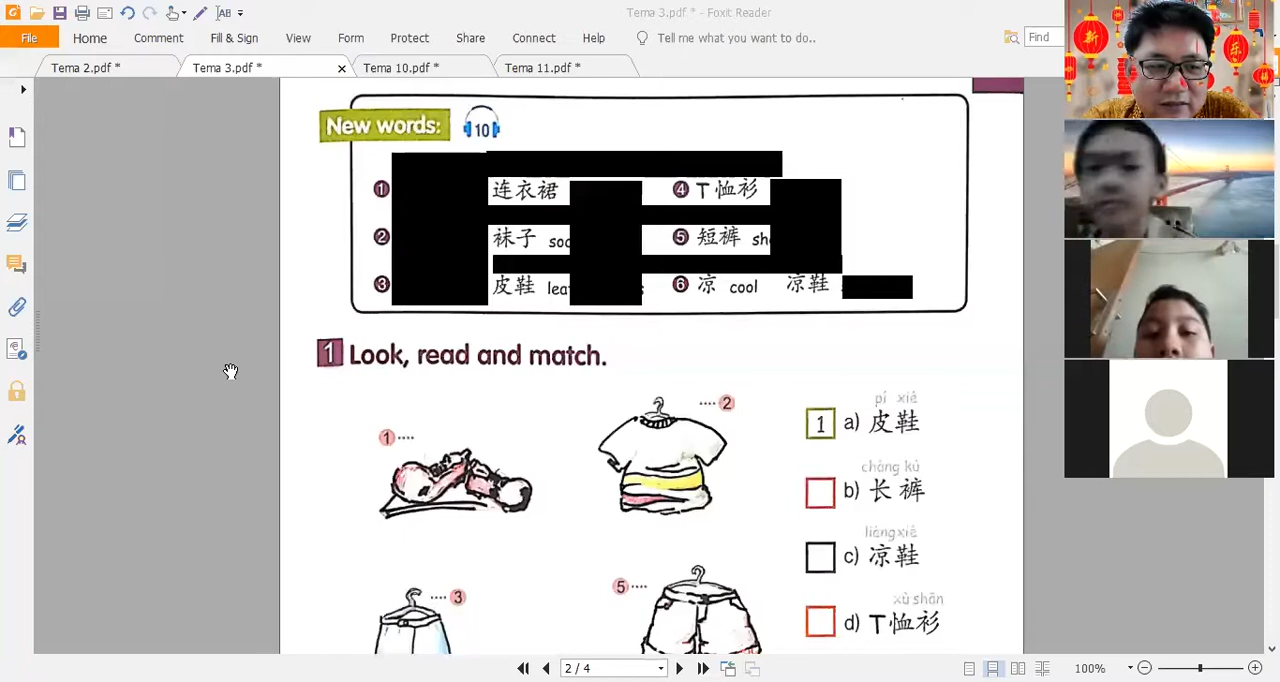 Tema 3.pdf * - Foxit Reader
File Home Comment Fill & Sign View Form Protect Share Connect Help Tell me what you want to do.. Find
Tema 2.pdf * Tema 3.pdf * Tema 10.pdf * Tema 11.pdf *
New words: 10
1 连衣裙 4 T恤衫
2 袜子 5 短裤
3 皮鞋 6 凉 cool 凉鞋
1 Look, read and match.
1 ···· ···· 2
pí xié
1 a) 皮鞋
cháng kù
b) 长裤
liáng xié
c) 凉鞋
···· 3 5 ····
xù shān
d) T恤衫
2 / 4 100%
新
乐